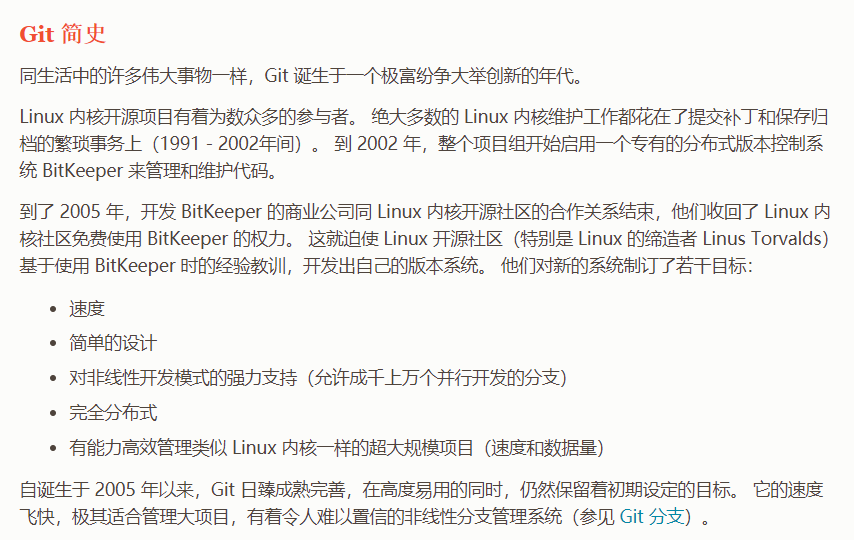 Git 简史
同生活中的许多伟大事物一样，Git 诞生于一个极富纷争大举创新的年代。
Linux 内核开源项目有着为数众多的参与者。 绝大多数的 Linux 内核维护工作都花在了提交补丁和保存归
档的繁琐事务上（1991－2002年间）。 到 2002 年，整个项目组开始启用一个专有的分布式版本控制系
统 BitKeeper 来管理和维护代码。
到了 2005 年，开发 BitKeeper 的商业公司同 Linux 内核开源社区的合作关系结束，他们收回了 Linux 内
核社区免费使用 BitKeeper 的权力。 这就迫使 Linux 开源社区（特别是 Linux 的缔造者 Linus Torvalds）
基于使用 BitKeeper 时的经验教训，开发出自己的版本系统。 他们对新的系统制订了若干目标：
• 速度
• 简单的设计
• 对非线性开发模式的强力支持（允许成千上万个并行开发的分支）
• 完全分布式
• 有能力高效管理类似 Linux 内核一样的超大规模项目（速度和数据量）
自诞生于 2005 年以来，Git 日臻成熟完善，在高度易用的同时，仍然保留着初期设定的目标。 它的速度
飞快，极其适合管理大项目，有着令人难以置信的非线性分支管理系统（参见 Git 分支）。